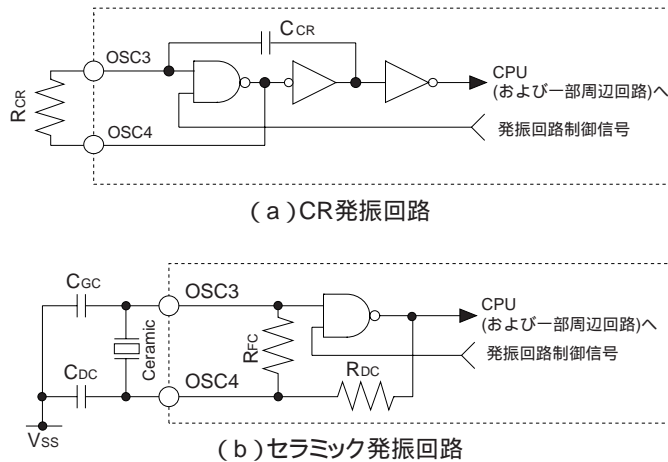 CCR
OSC3
RCR
OSC4
CPU
(および一部周辺回路)へ
発振回路制御信号
(a)CR発振回路
CGC
OSC3
CPU
(および一部周辺回路)へ
Ceramic
RFC
発振回路制御信号
CDC
OSC4
RDC
VSS
(b)セラミック発振回路